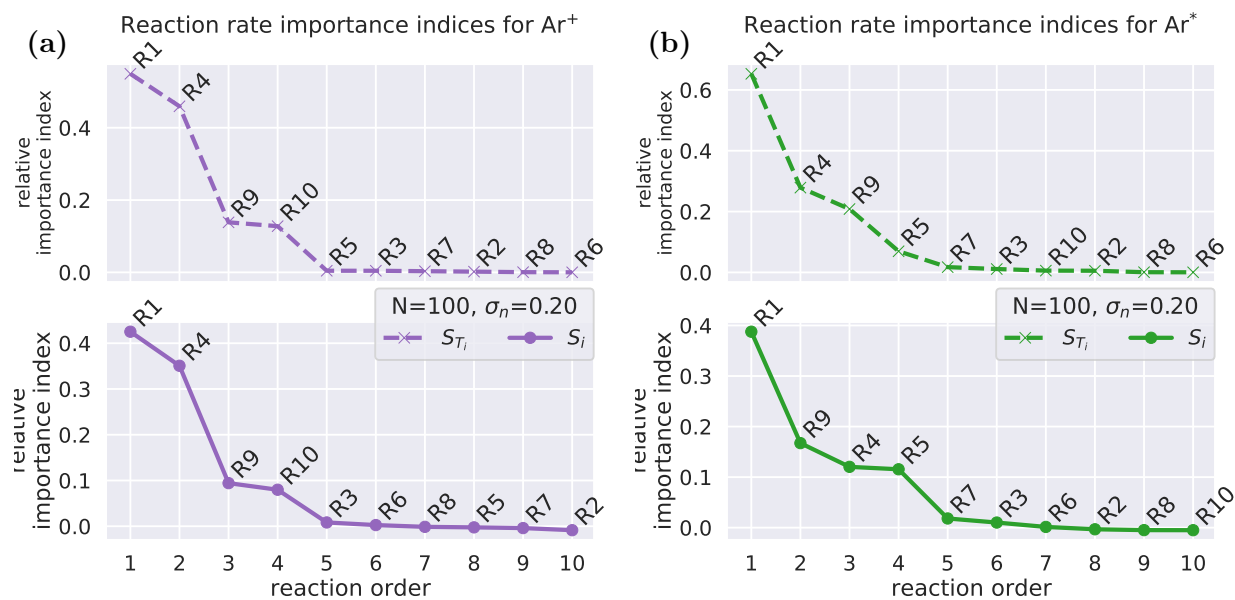 Reaction rate importance indices for Ar⁺
(a)
relative
importance index
0.4
0.2
0.0
R1
R4
R9
R10
R5
R3
R7
R2
R8
R6
N=100, σₙ=0.20
S_{T_i}
S_i
relative
importance index
0.4
0.3
0.2
0.1
0.0
R1
R4
R9
R10
R3
R6
R8
R5
R7
R2
1 2 3 4 5 6 7 8 9 10
reaction order
Reaction rate importance indices for Ar*
(b)
relative
importance index
0.6
0.4
0.2
0.0
R1
R4
R9
R5
R7
R3
R10
R2
R8
R6
N=100, σₙ=0.20
S_{T_i}
S_i
relative
importance index
0.4
0.3
0.2
0.1
0.0
R1
R9
R4
R5
R7
R3
R6
R2
R8
R10
1 2 3 4 5 6 7 8 9 10
reaction order